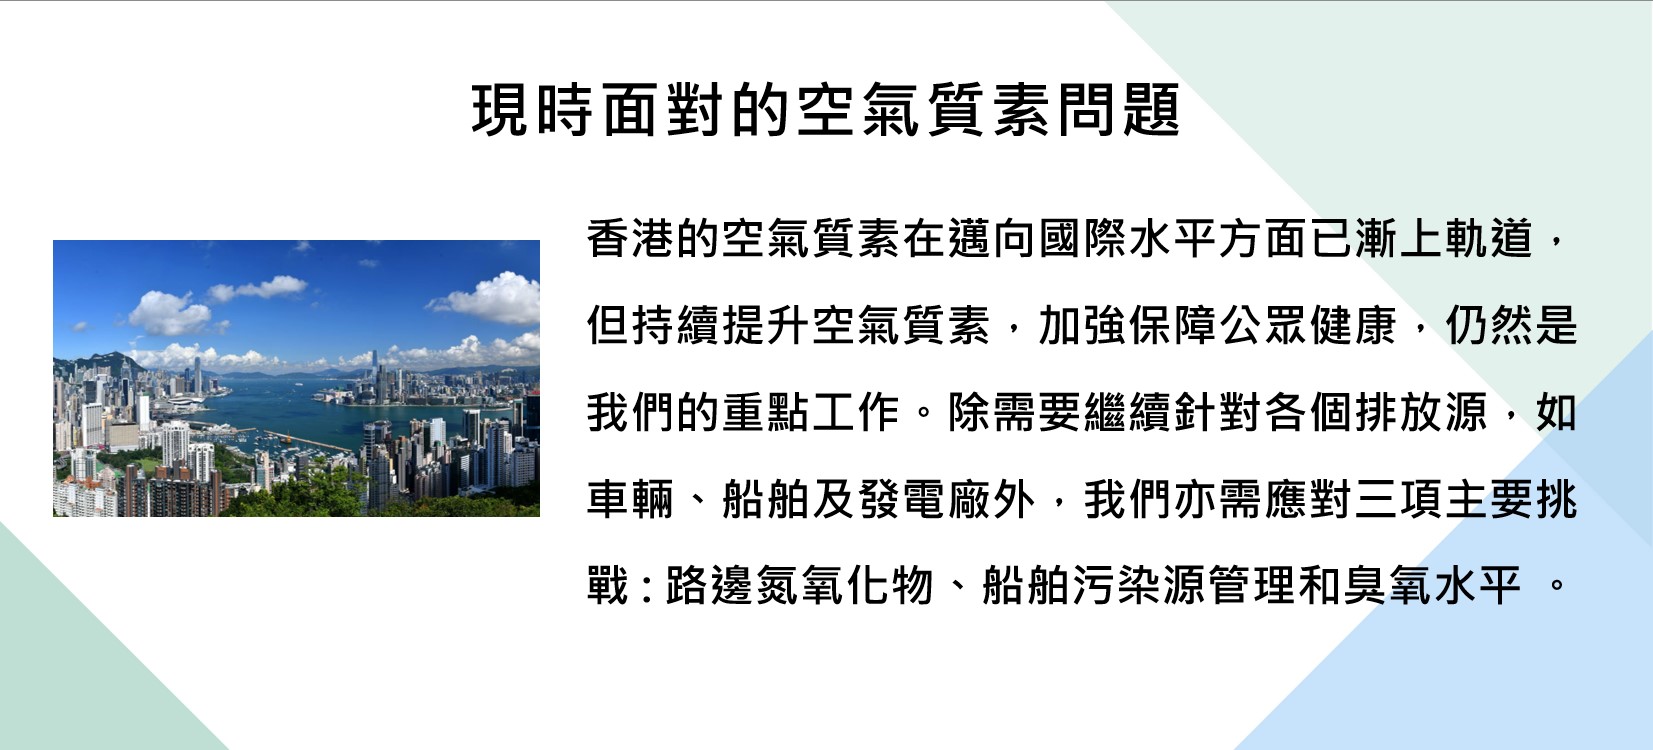 現時面對的空氣質素問題
香港的空氣質素在邁向國際水平方面已漸上軌道，
但持續提升空氣質素，加強保障公眾健康，仍然是
我們的重點工作。除需要繼續針對各個排放源，如
車輛、船舶及發電廠外，我們亦需應對三項主要挑
戰：路邊氮氧化物、船舶污染源管理和臭氧水平 。